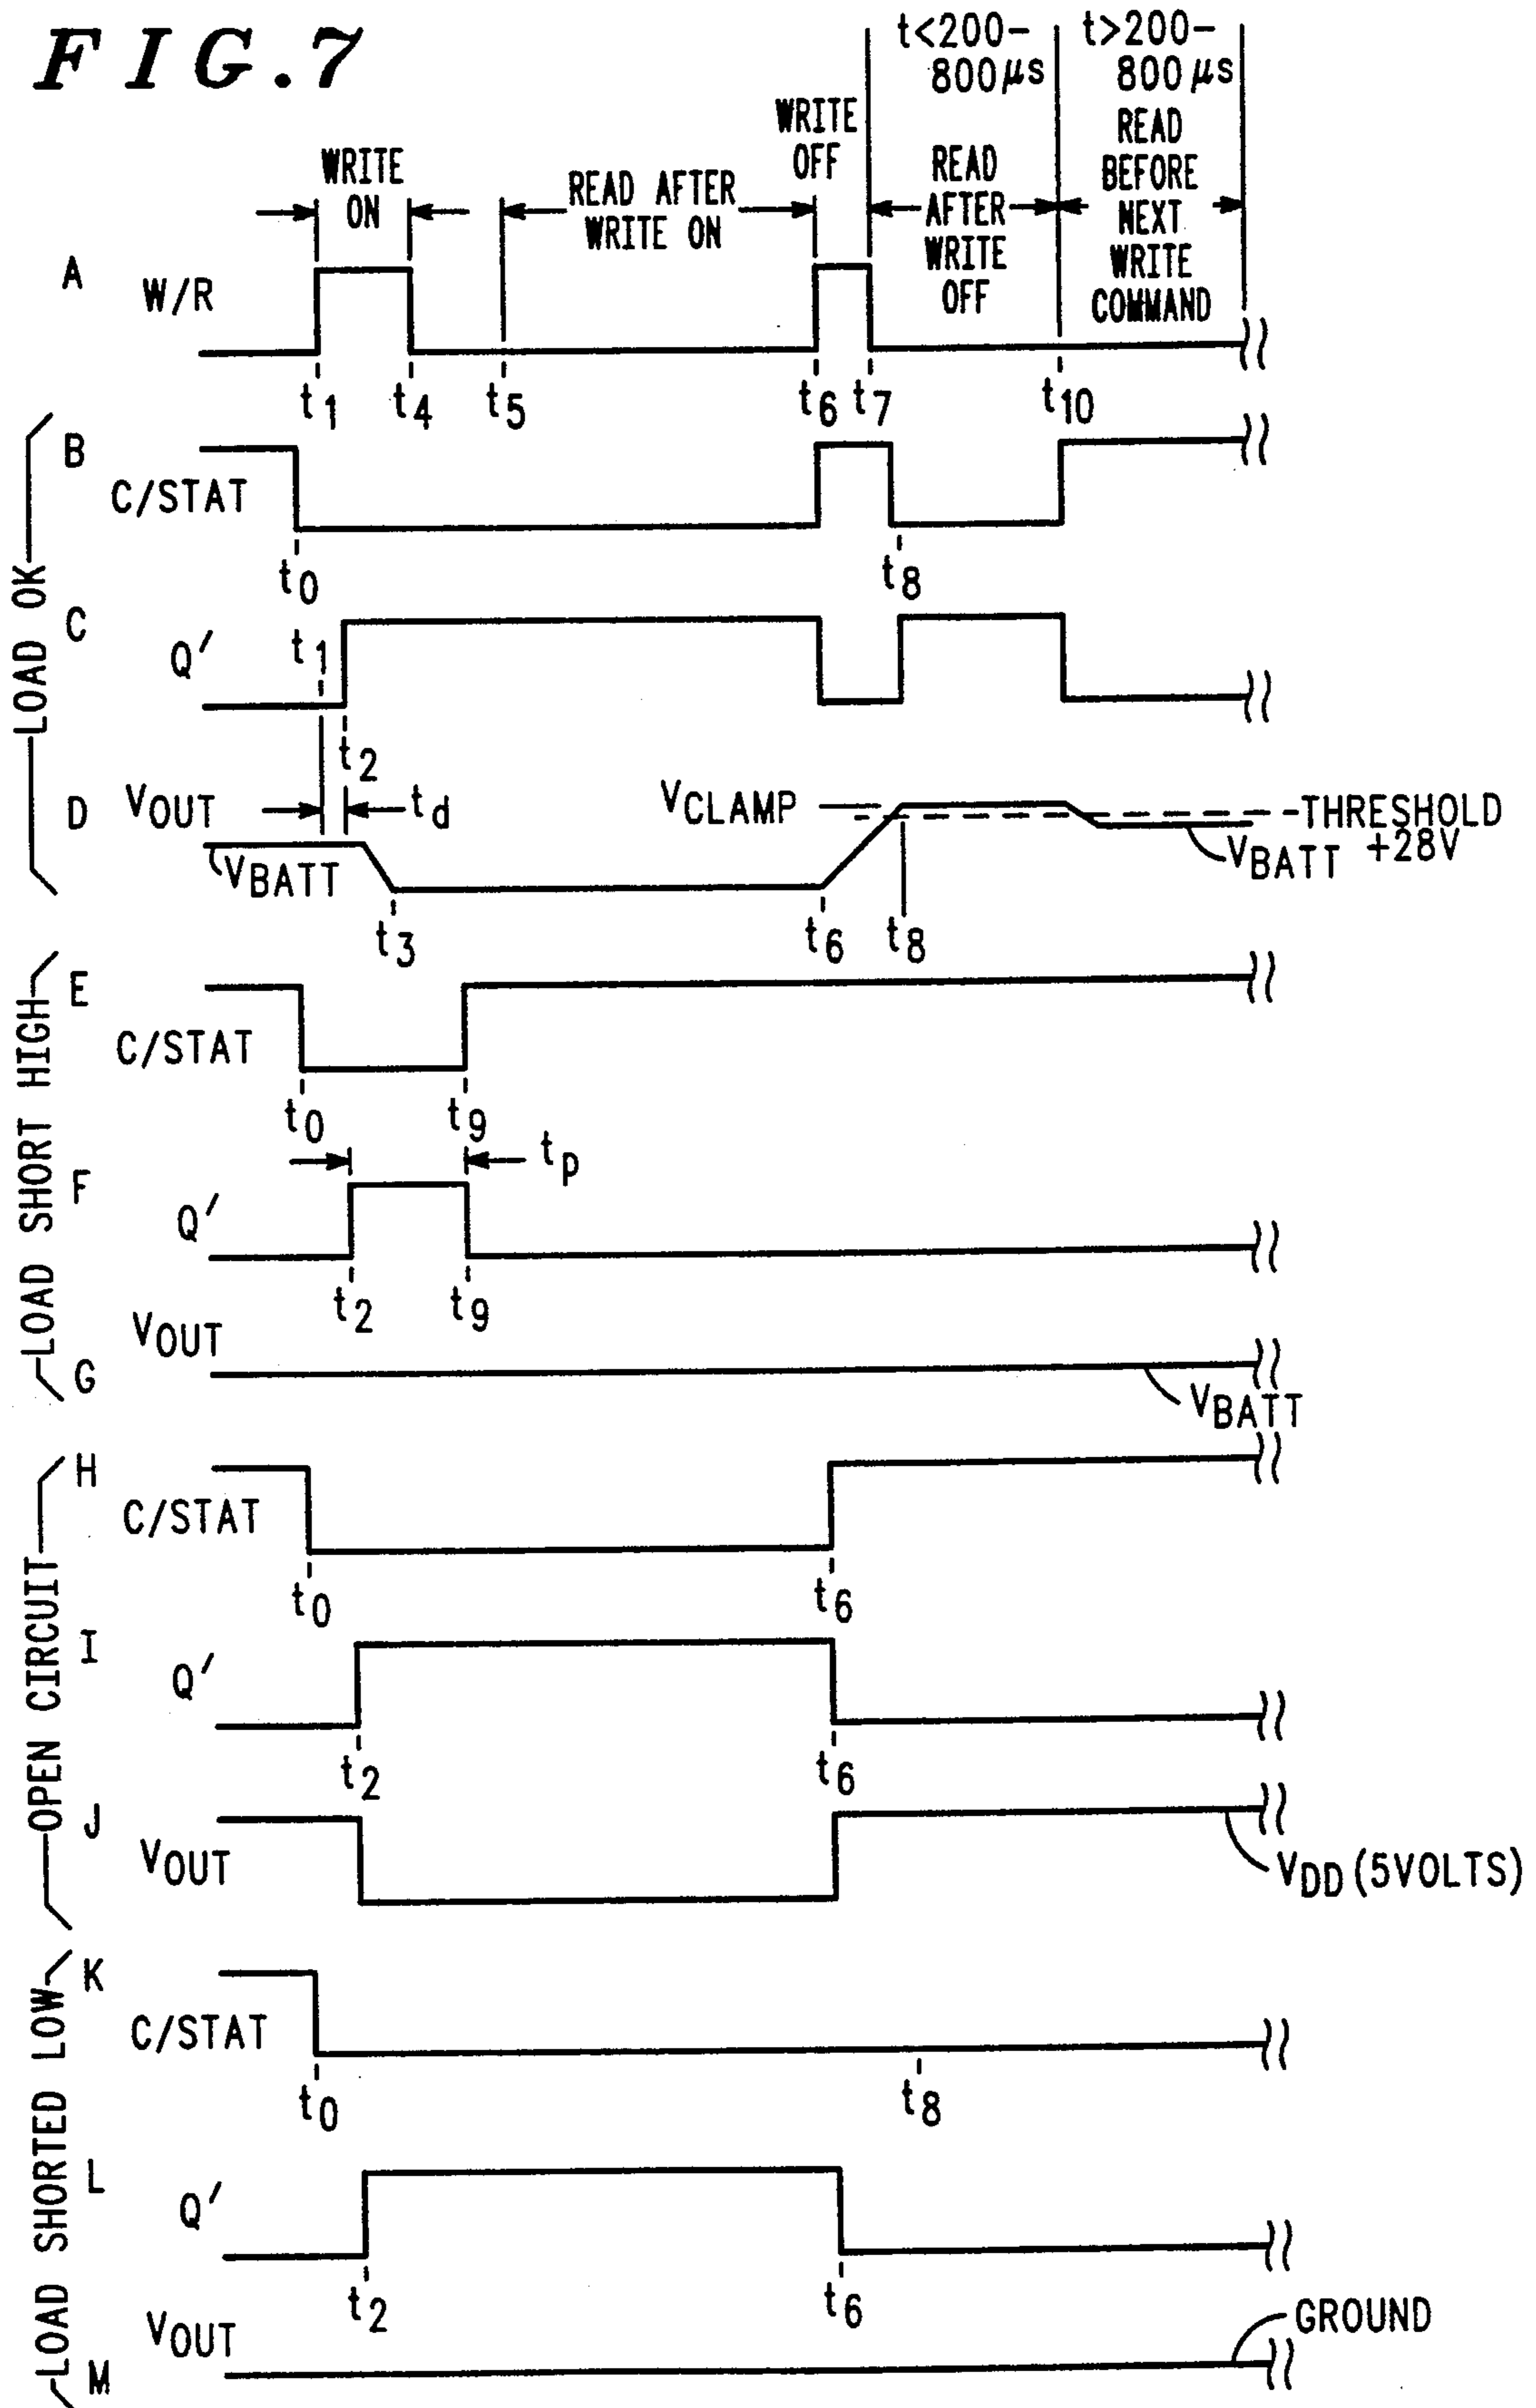 FIG.7
t<200-
800μs
t>200-
800μs
WRITE
ON
READ AFTER
WRITE ON
WRITE
OFF
READ
AFTER
WRITE
OFF
READ
BEFORE
NEXT
WRITE
COMMAND
A
W/R
t1
t4
t5
t6
t7
t10
LOAD OK
B
C/STAT
t0
t8
C
Q′
t1
t2
D
VOUT
td
VBATT
VCLAMP
THRESHOLD
VBATT +28V
t3
t6
t8
LOAD SHORT HIGH
E
C/STAT
t0
t9
F
Q′
tp
t2
t9
VOUT
G
VBATT
OPEN CIRCUIT
H
C/STAT
t0
t6
I
Q′
t2
t6
J
VOUT
VDD (5VOLTS)
LOAD SHORTED LOW
K
C/STAT
t0
t8
L
Q′
t2
t6
VOUT
GROUND
M